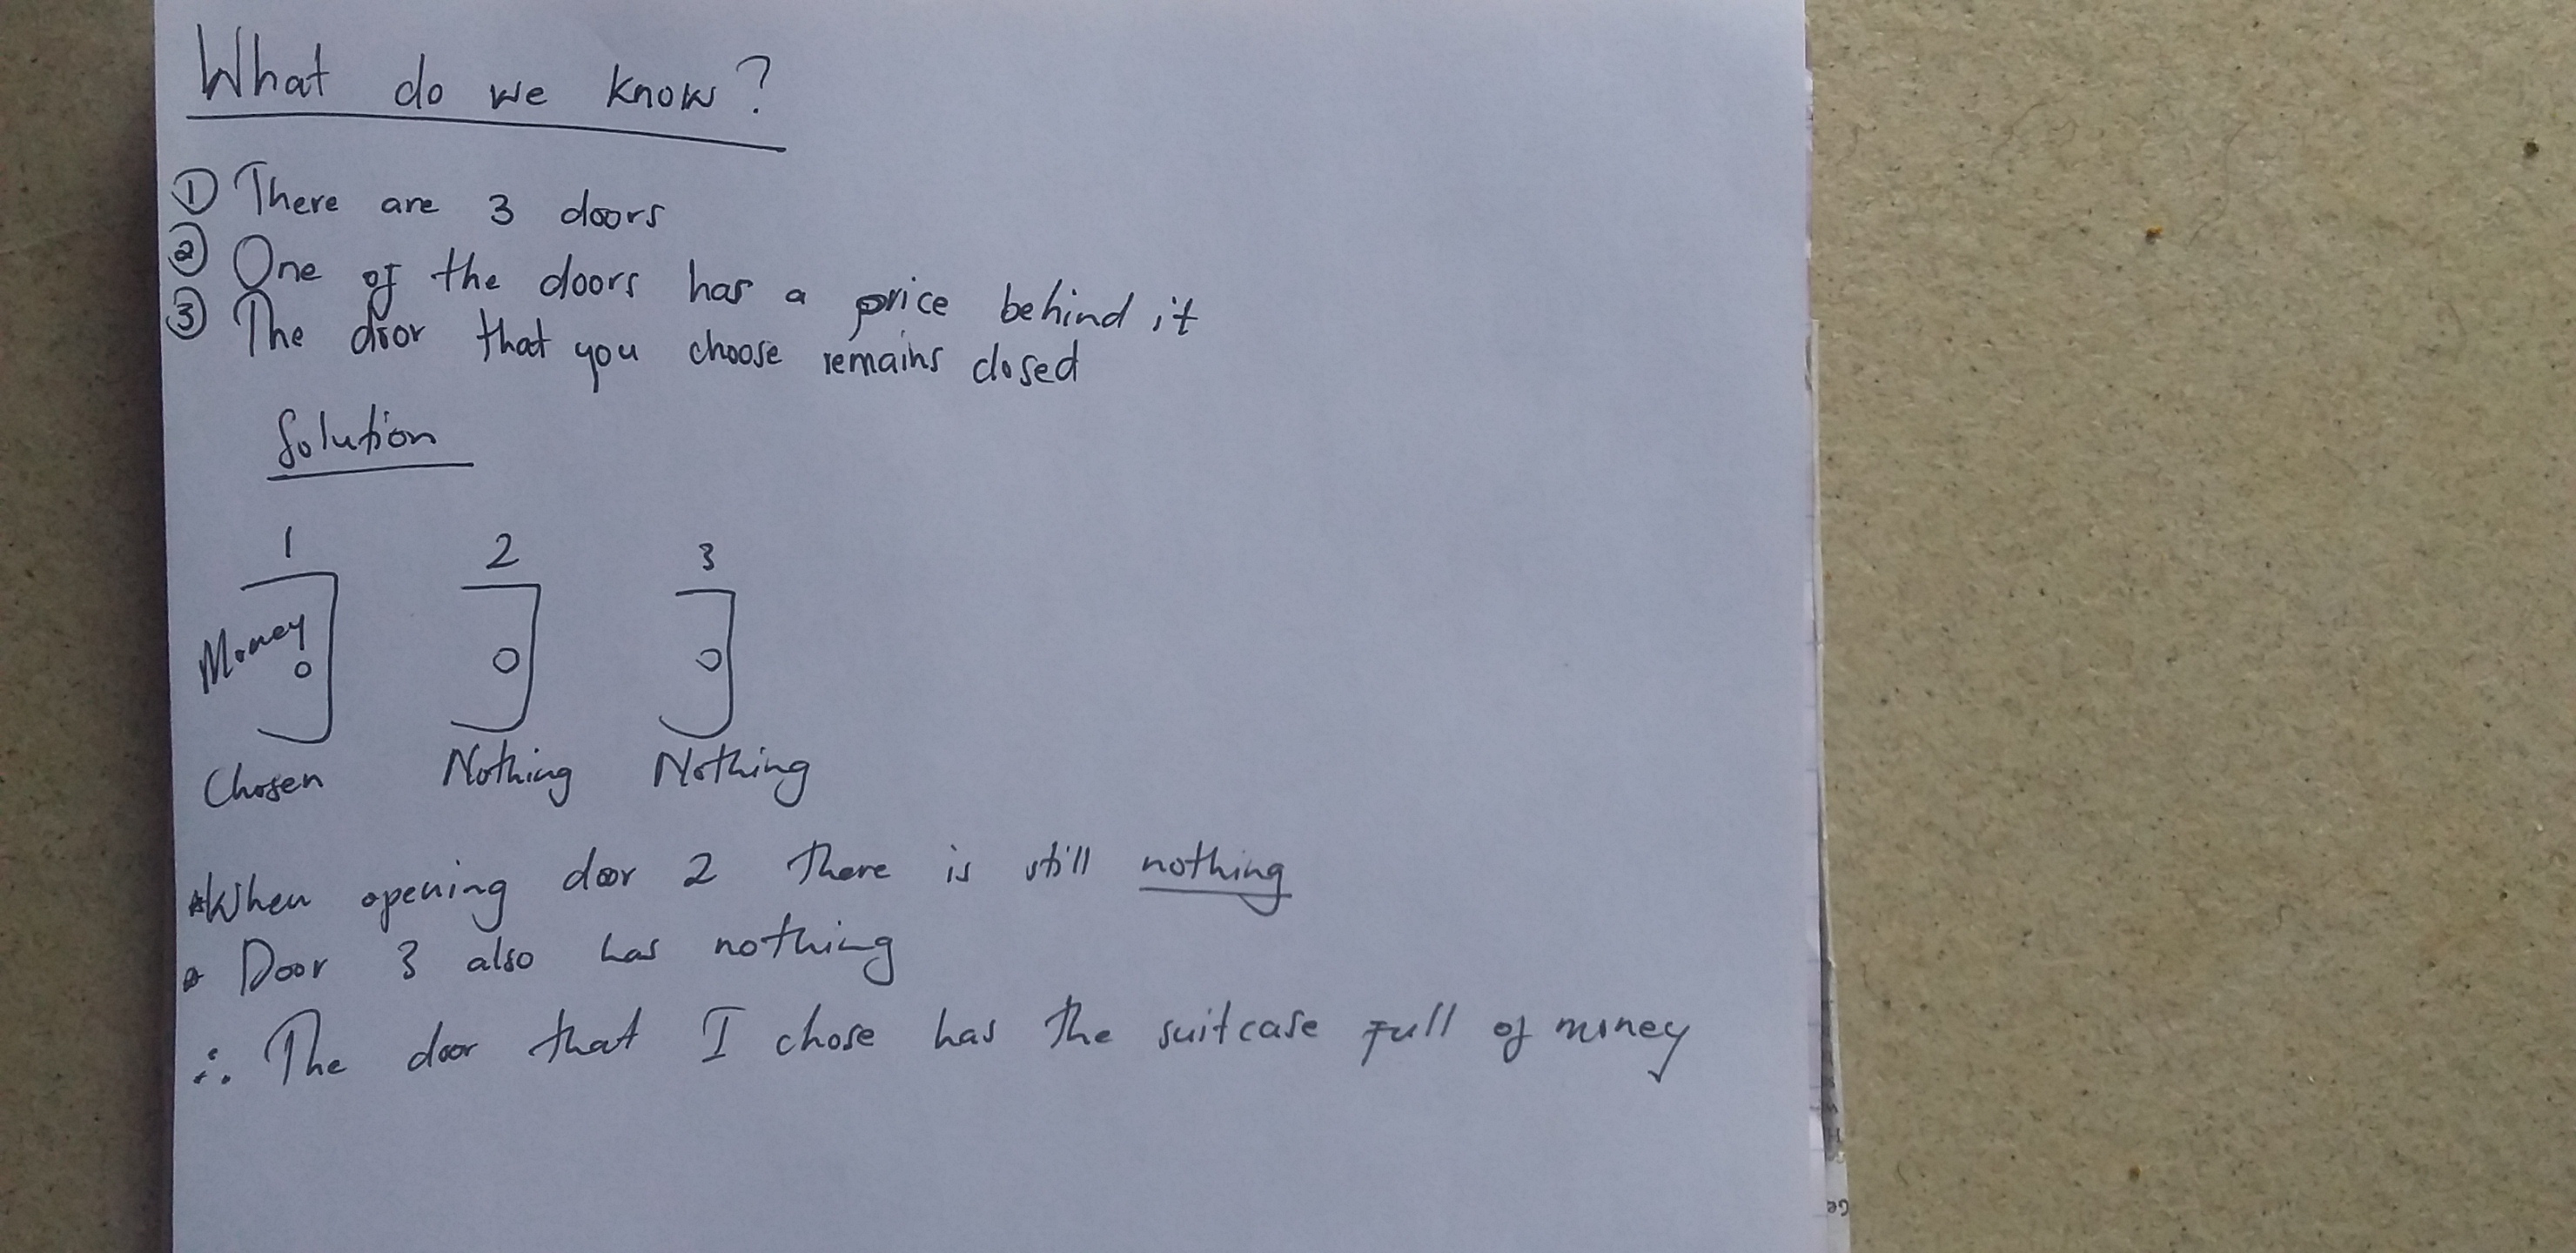 What do we know?
① There are 3 doors
② One of the doors has a price behind it
③ The door that you choose remains closed
Solution
1 2 3
Money
Chosen Nothing Nothing
When opening door 2 there is still nothing
Door 3 also has nothing
∴ The door that I chose has the suitcase full of money
Ge